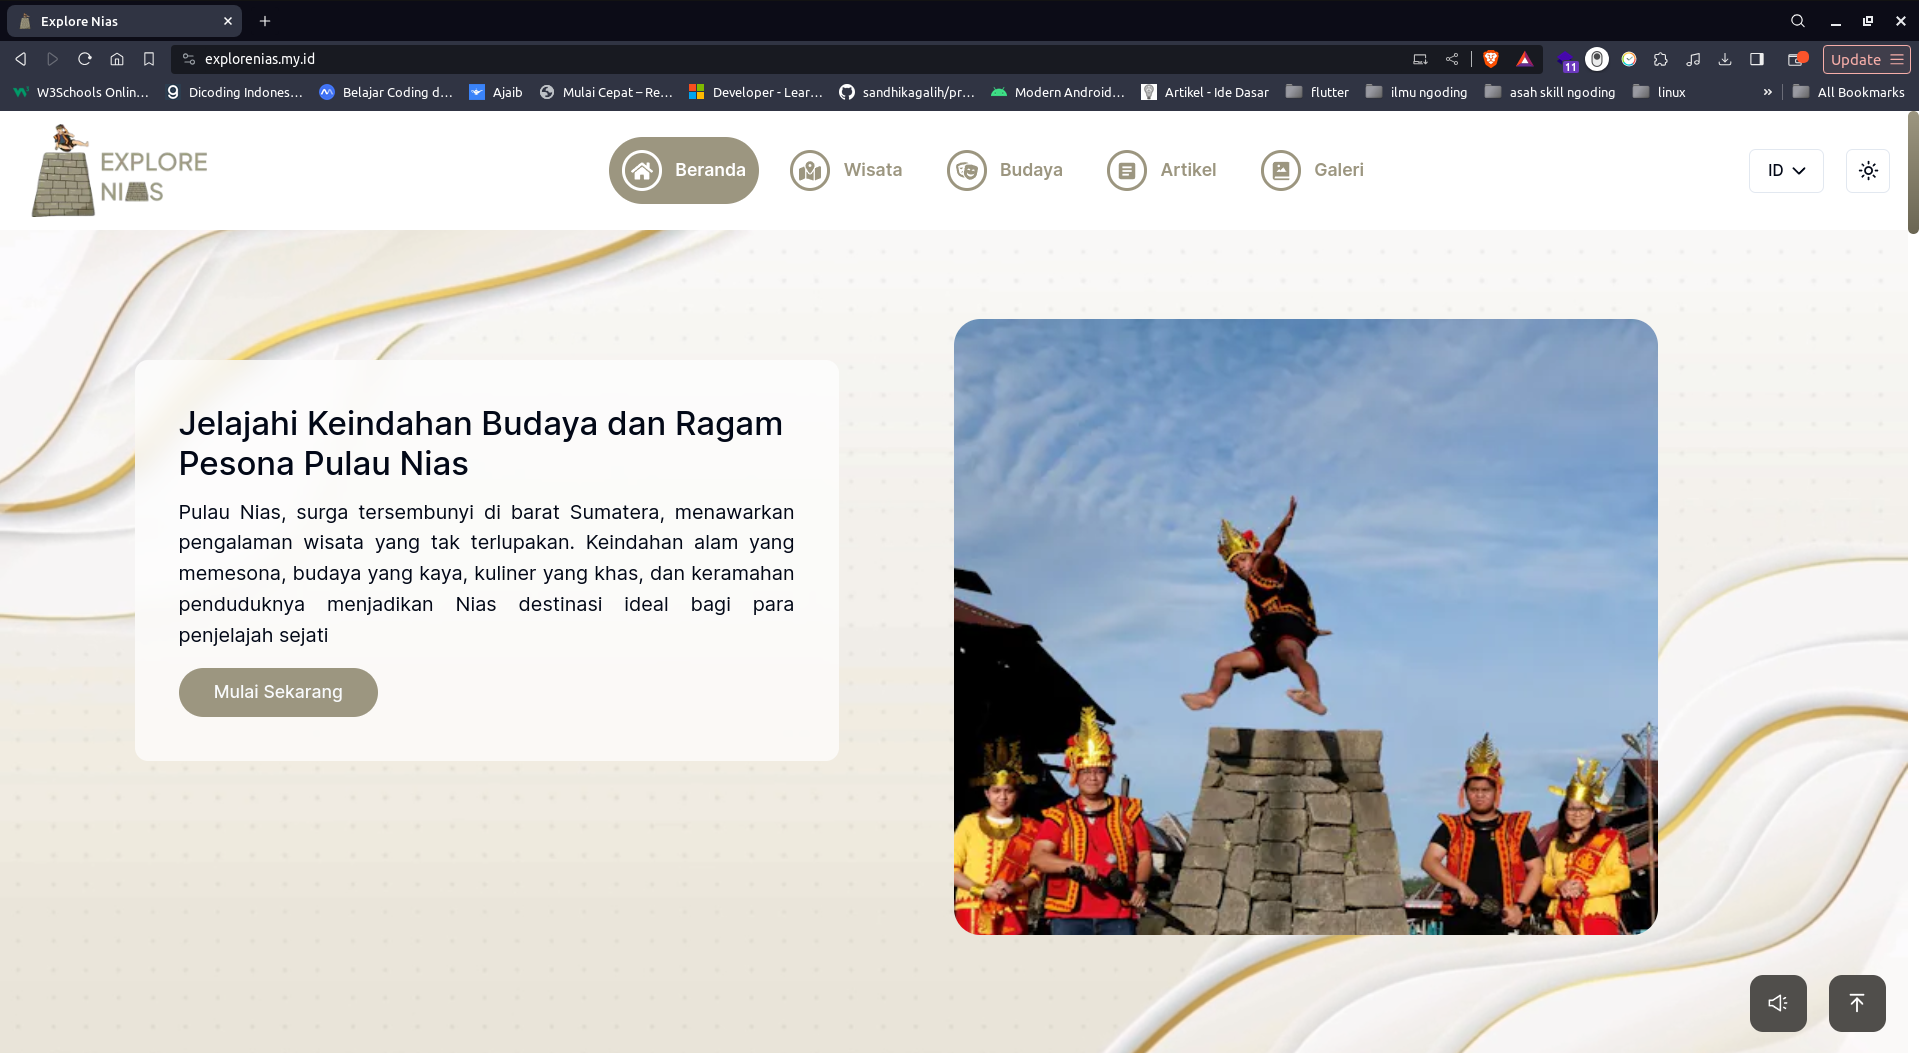 Explore Nias
explorenias.my.id
11
Update
W3Schools Onlin...
Dicoding Indones...
Belajar Coding d...
Ajaib
Mulai Cepat – Re...
Developer - Lear...
sandhikagalih/pr...
Modern Android...
Artikel - Ide Dasar
flutter
ilmu ngoding
asah skill ngoding
linux
»
All Bookmarks
EXPLORE
NIAS
Beranda
Wisata
Budaya
Artikel
Galeri
ID
Jelajahi Keindahan Budaya dan Ragam
Pesona Pulau Nias
Pulau Nias, surga tersembunyi di barat Sumatera, menawarkan
pengalaman wisata yang tak terlupakan. Keindahan alam yang
memesona, budaya yang kaya, kuliner yang khas, dan keramahan
penduduknya menjadikan Nias destinasi ideal bagi para
penjelajah sejati
Mulai Sekarang